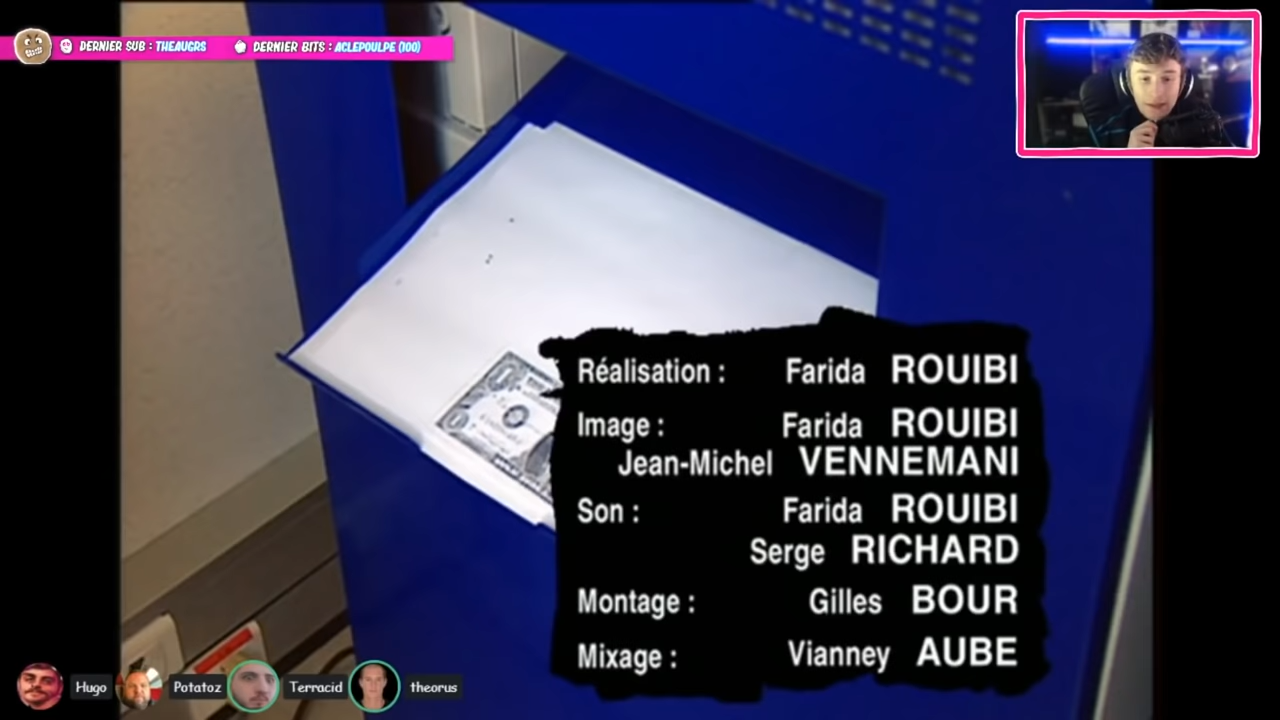 DERNIER SUB : THEAUGRS DERNIER BITS : ACLEPOULPE (100)
Réalisation : Farida ROUIBI
Image : Farida ROUIBI
Jean-Michel VENNEMANI
Son : Farida ROUIBI
Serge RICHARD
Montage : Gilles BOUR
Mixage : Vianney AUBE
Hugo Potatoz Terracid theorus